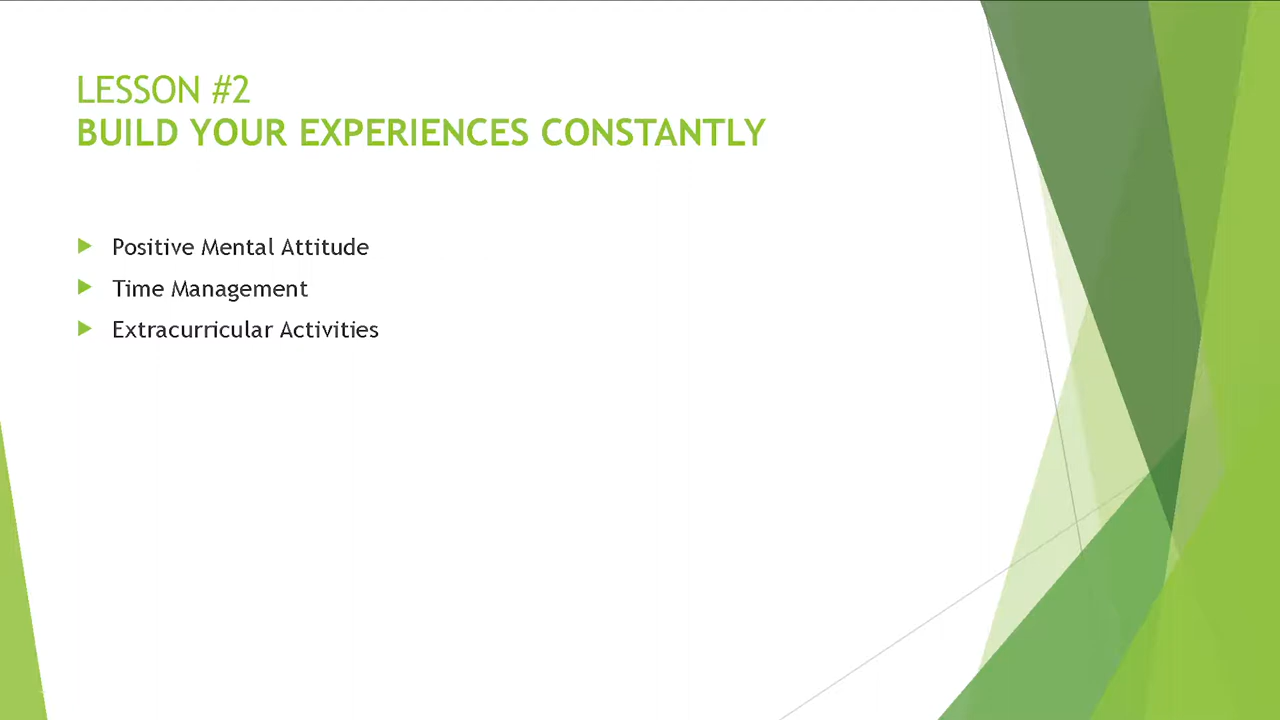 LESSON #2
BUILD YOUR EXPERIENCES CONSTANTLY
Positive Mental Attitude
Time Management
Extracurricular Activities